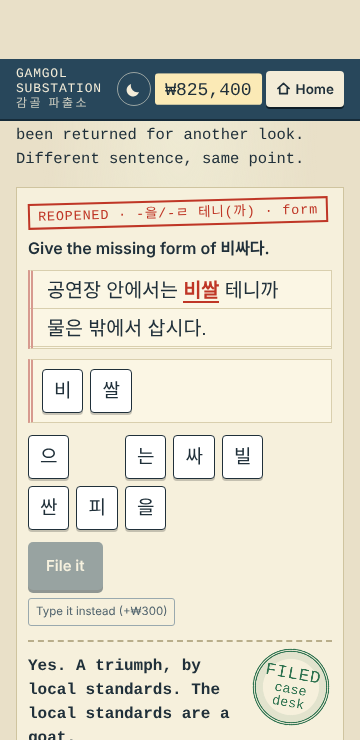 GAMGOL
SUBSTATION
감골 파출소
₩825,400
Home
been returned for another look.
Different sentence, same point.
REOPENED · -을/-ㄹ 테니(까) · form
Give the missing form of 비싸다.
공연장 안에서는 비쌀 테니까
물은 밖에서 삽시다.
비 쌀
으 는 싸 빌
싼 피 을
File it
Type it instead (+₩300)
Yes. A triumph, by
local standards. The
local standards are a
goat.
FILED
case
desk